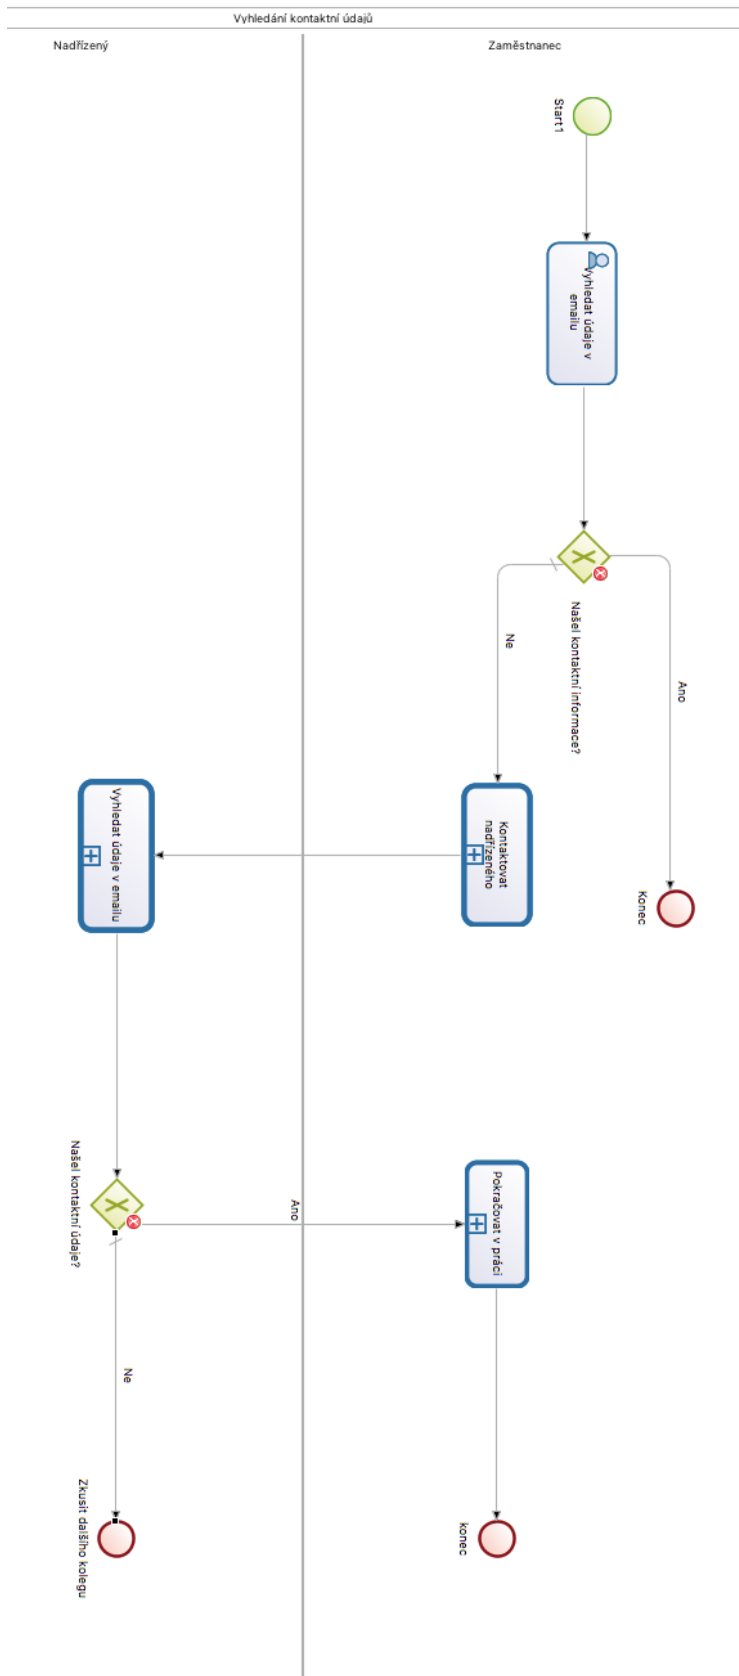 Vyhledání kontaktní údajů
Nadřízený
Zaměstnanec
Start1
Vyhledat údaje v
emailu
Našel kontaktní informace?
Ano
Ne
Konec
Kontaktovat
nadřízeného
Vyhledat údaje v emailu
Našel kontaktní údaje?
Ano
Pokračovat v práci
Ne
Zkusit dalšího kolegu
konec